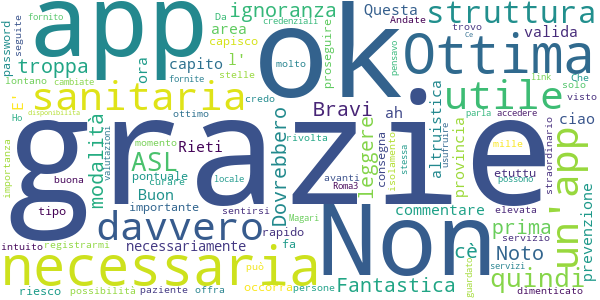 fornito
Da
app
ok
ignoranza
struttura
seguite
area
credenziali
Questa
Andate
trovo
Ce
password
troppa
ora
capito
l'
capisco
fornite
stelle
molto
proseguire
pensavo
Ottima
valida
link
Che
lontano
cambiate
E'
sanitaria
credo
Bravi
ah
utile
solo
visto
Ho
disponibilità
ottimo
Dovrebbero
altruistica
accedere
parla
ciao
grazie
Non
un'app
importanza
modalità
momento
valutazioni
ASL
Rieti
Urivolta
leggere
consegna
isolamento
stessa
usufruire
provincia
mille
etuttu
straordinario
prevenzione
buona
pontuale
curare
locale
avanti
Roma3
possono
tipo
Buon
importante
sentirsi
Magari
commentare
prima
elevata
intuito
davvero
rapido
cè
Noto
servizio
registrarmi
necessariamente
fa
necessaria
può
Fantastica
quindi
guardato
servizi
riesco
possibilità
paziente
offra
occorra
persone
dimenticato